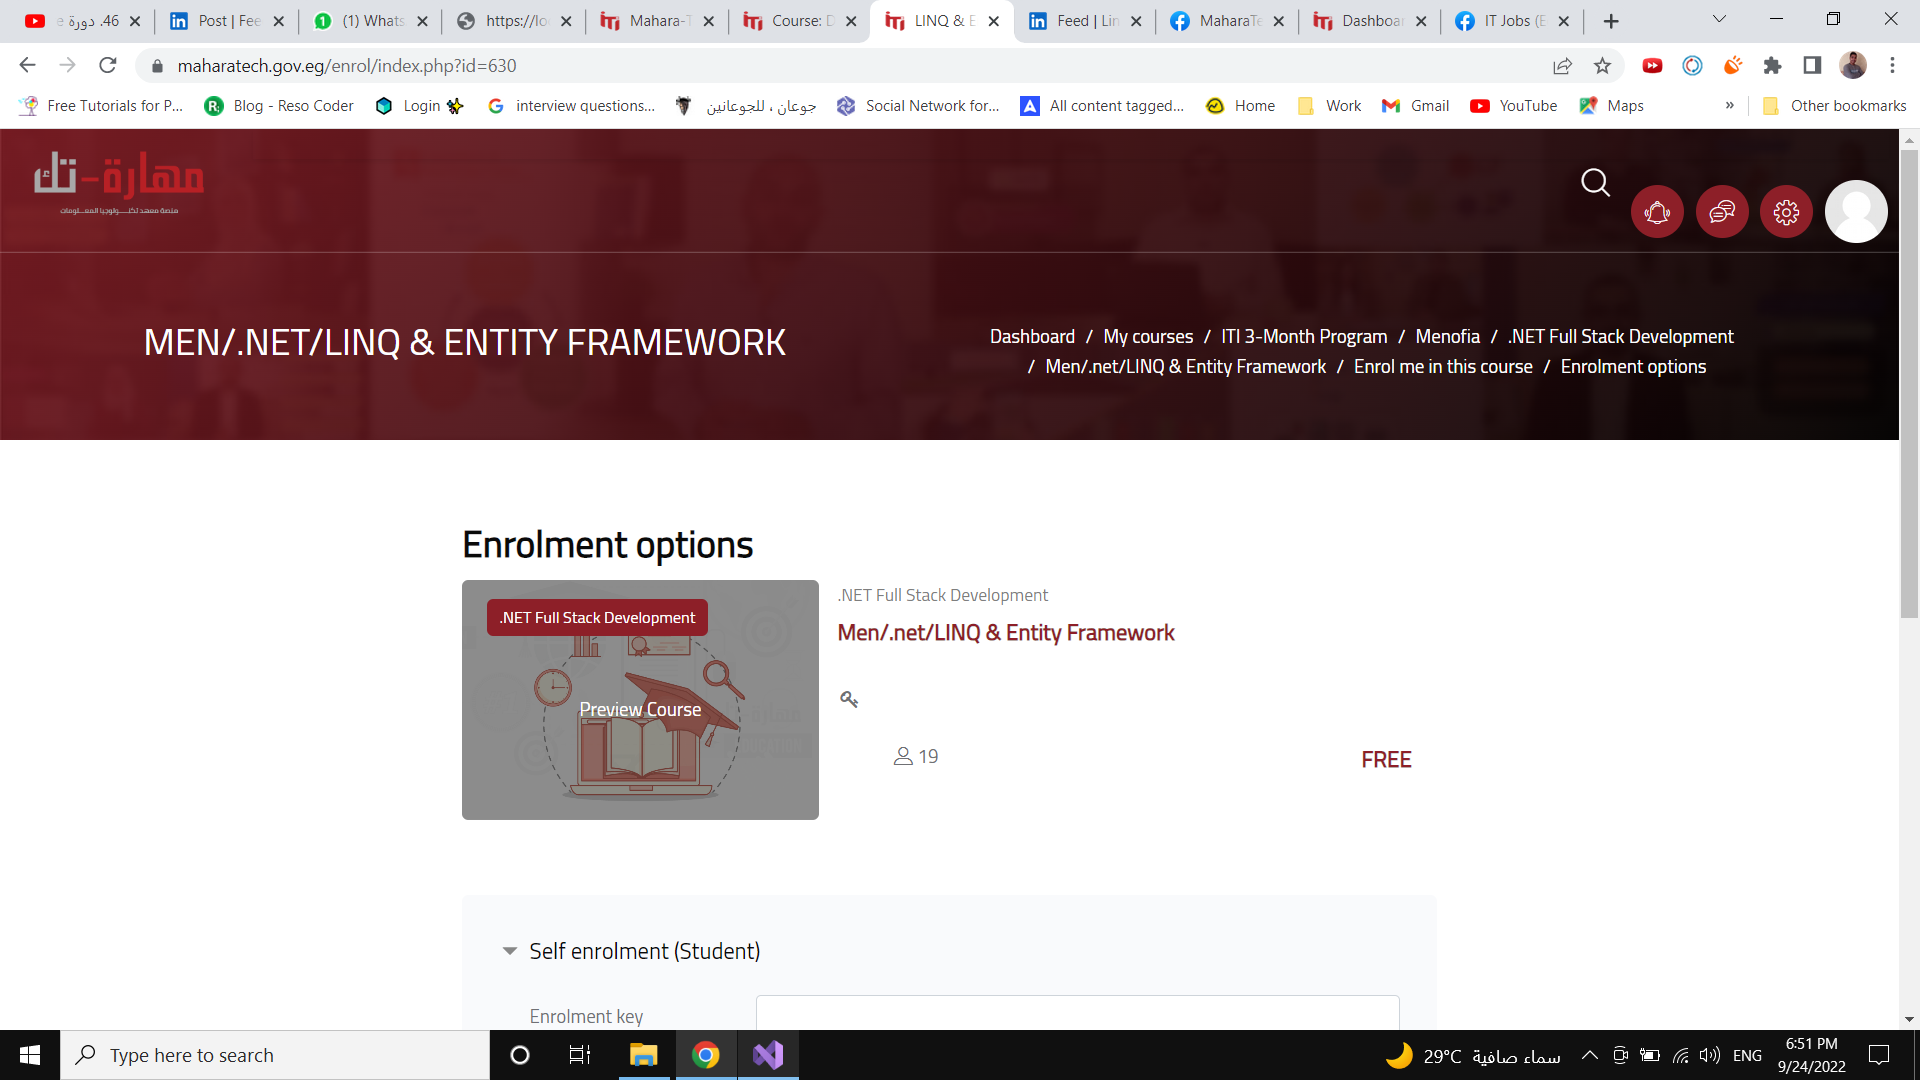 46. دورة e
Post | Fee
(1) Whats
https://lo
Mahara-T
Course: D
LINQ & E
Feed | Lin
MaharaTe
Dashboar
IT Jobs (E
maharatech.gov.eg/enrol/index.php?id=630
Free Tutorials for P...
Blog - Reso Coder
Login
interview questions...
جوعان ، للجوعانين
Social Network for...
All content tagged...
Home
Work
Gmail
YouTube
Maps
»
Other bookmarks
مهارة-تك
منصة معهد تكنولوجيا المعلومات
MEN/.NET/LINQ & ENTITY FRAMEWORK
Dashboard / My courses / ITI 3-Month Program / Menofia / .NET Full Stack Development
/ Men/.net/LINQ & Entity Framework / Enrol me in this course / Enrolment options
Enrolment options
.NET Full Stack Development
Preview Course
.NET Full Stack Development
Men/.net/LINQ & Entity Framework
19
FREE
Self enrolment (Student)
Enrolment key
Type here to search
29°C سماء صافية
ENG
6:51 PM
9/24/2022